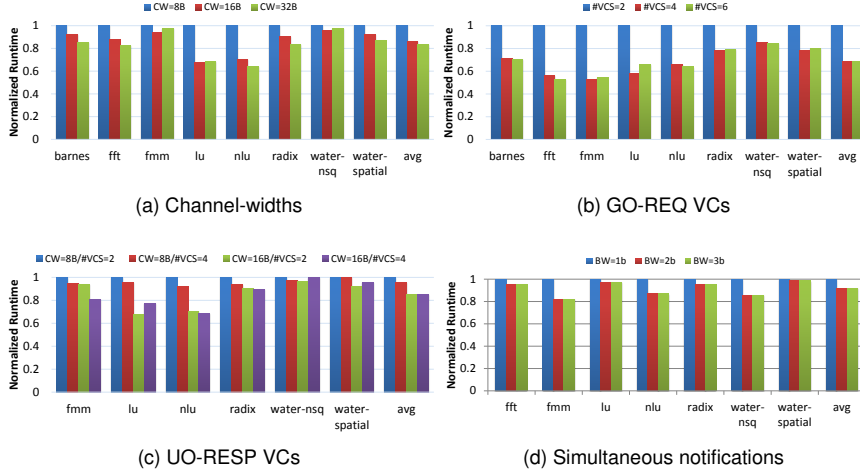 CW=8B CW=16B CW=32B
Normalized Runtime
1
0.8
0.6
0.4
0.2
0
barnes fft fmm lu nlu radix water-nsq water-spatial avg
(a) Channel-widths
#VCS=2 #VCS=4 #VCS=6
Normalized Runtime
1
0.8
0.6
0.4
0.2
0
barnes fft fmm lu nlu radix water-nsq water-spatial avg
(b) GO-REQ VCs
CW=8B/#VCS=2 CW=8B/#VCS=4 CW=16B/#VCS=2 CW=16B/#VCS=4
Normalized Runtime
1
0.8
0.6
0.4
0.2
0
fmm lu nlu radix water-nsq water-spatial avg
(c) UO-RESP VCs
BW=1b BW=2b BW=3b
Normalized Runtime
1
0.8
0.6
0.4
0.2
0
fft fmm lu nlu radix water-nsq water-spatial avg
(d) Simultaneous notifications